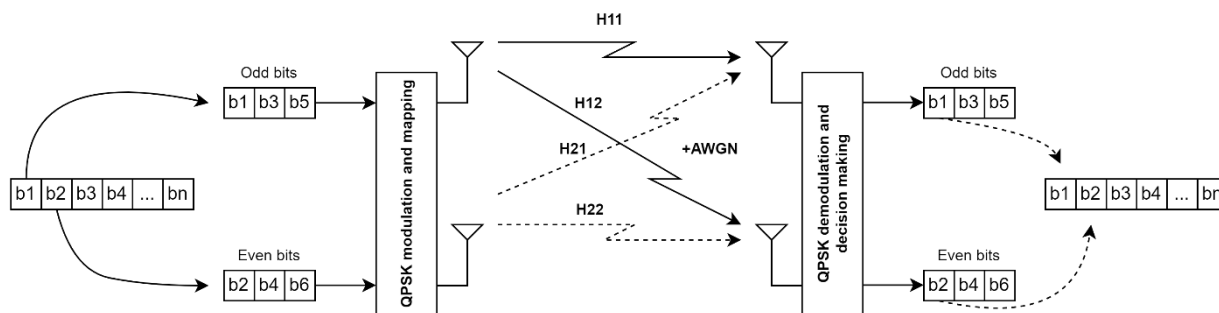 H11
Odd bits
b1 b3 b5
QPSK modulation and mapping
H12
H21
+AWGN
QPSK demodulation and
decision making
Odd bits
b1 b3 b5
b1 b2 b3 b4 ... bn
b1 b2 b3 b4 ... bn
H22
Even bits
b2 b4 b6
Even bits
b2 b4 b6